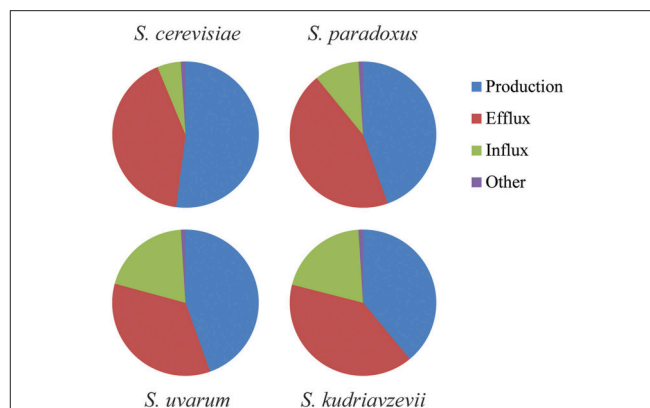 S. cerevisiae S. paradoxus
Production
Efflux
Influx
Other
S. uvarum S. kudriavzevii